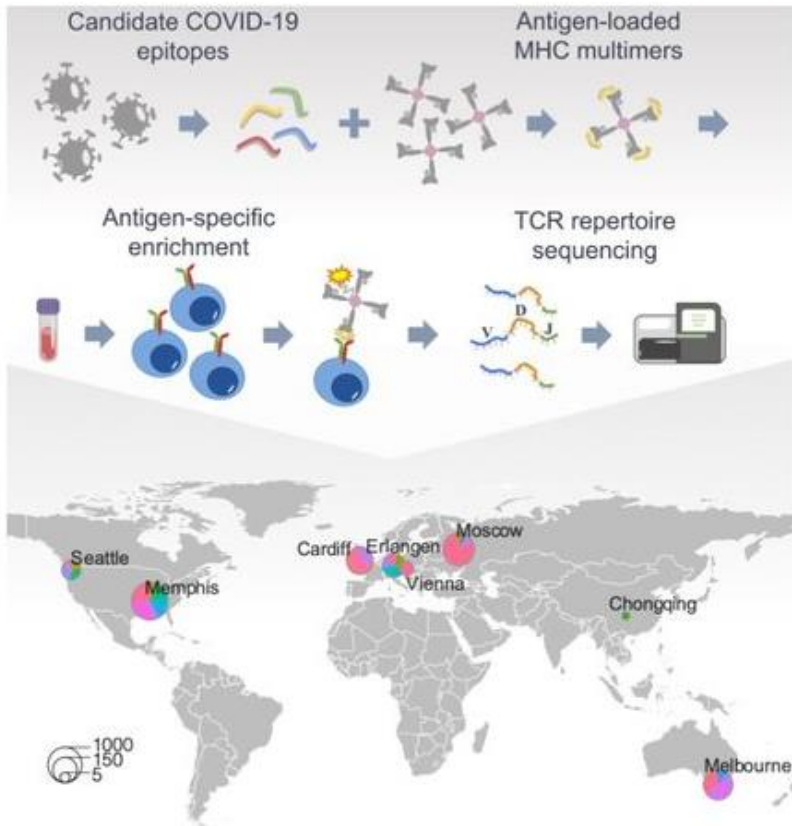 Candidate COVID-19
epitopes
Antigen-loaded
MHC multimers
Antigen-specific
enrichment
TCR repertoire
sequencing
V
D
J
Seattle
Memphis
Cardiff
Erlangen
Moscow
Vienna
Chongqing
Melbourne
1000
150
5